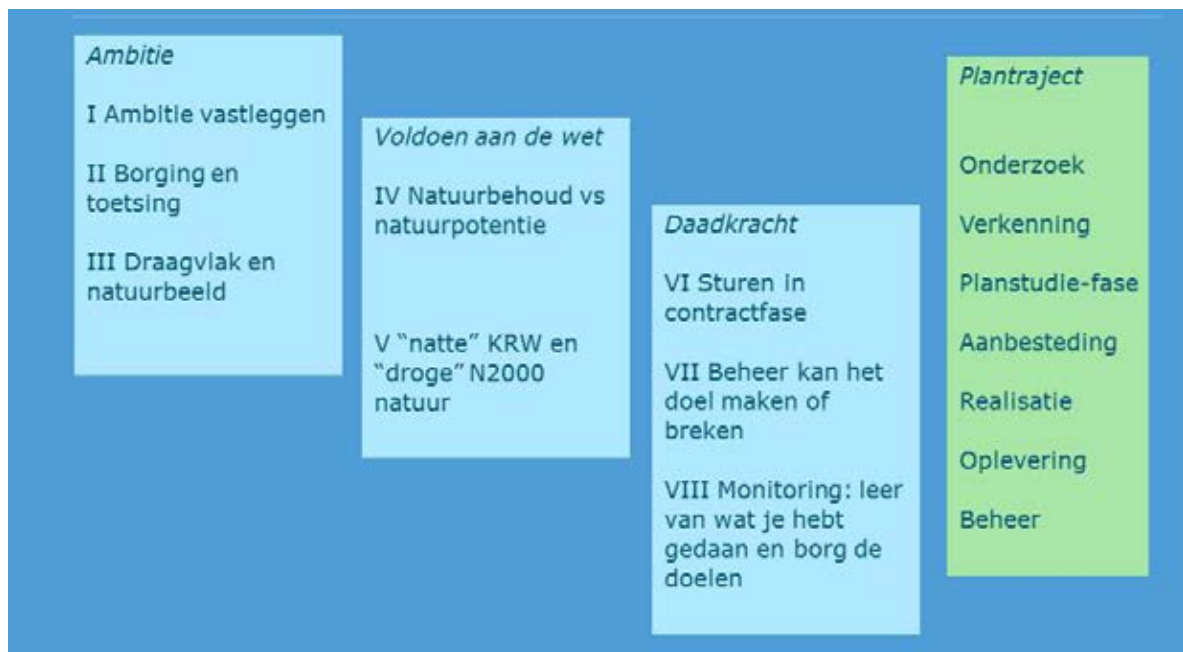 Ambitie
I Ambitie vastleggen
II Borging en
toetsing
III Draagvlak en
natuurbeeld
Voldoen aan de wet
IV Natuurbehoud vs
natuurpotentie
V “natte” KRW en
“droge” N2000
natuur
Daadkracht
VI Sturen in
contractfase
VII Beheer kan het
doel maken of
breken
VIII Monitoring: leer
van wat je hebt
gedaan en borg de
doelen
Plantraject
Onderzoek
Verkenning
Planstudie-fase
Aanbesteding
Realisatie
Oplevering
Beheer